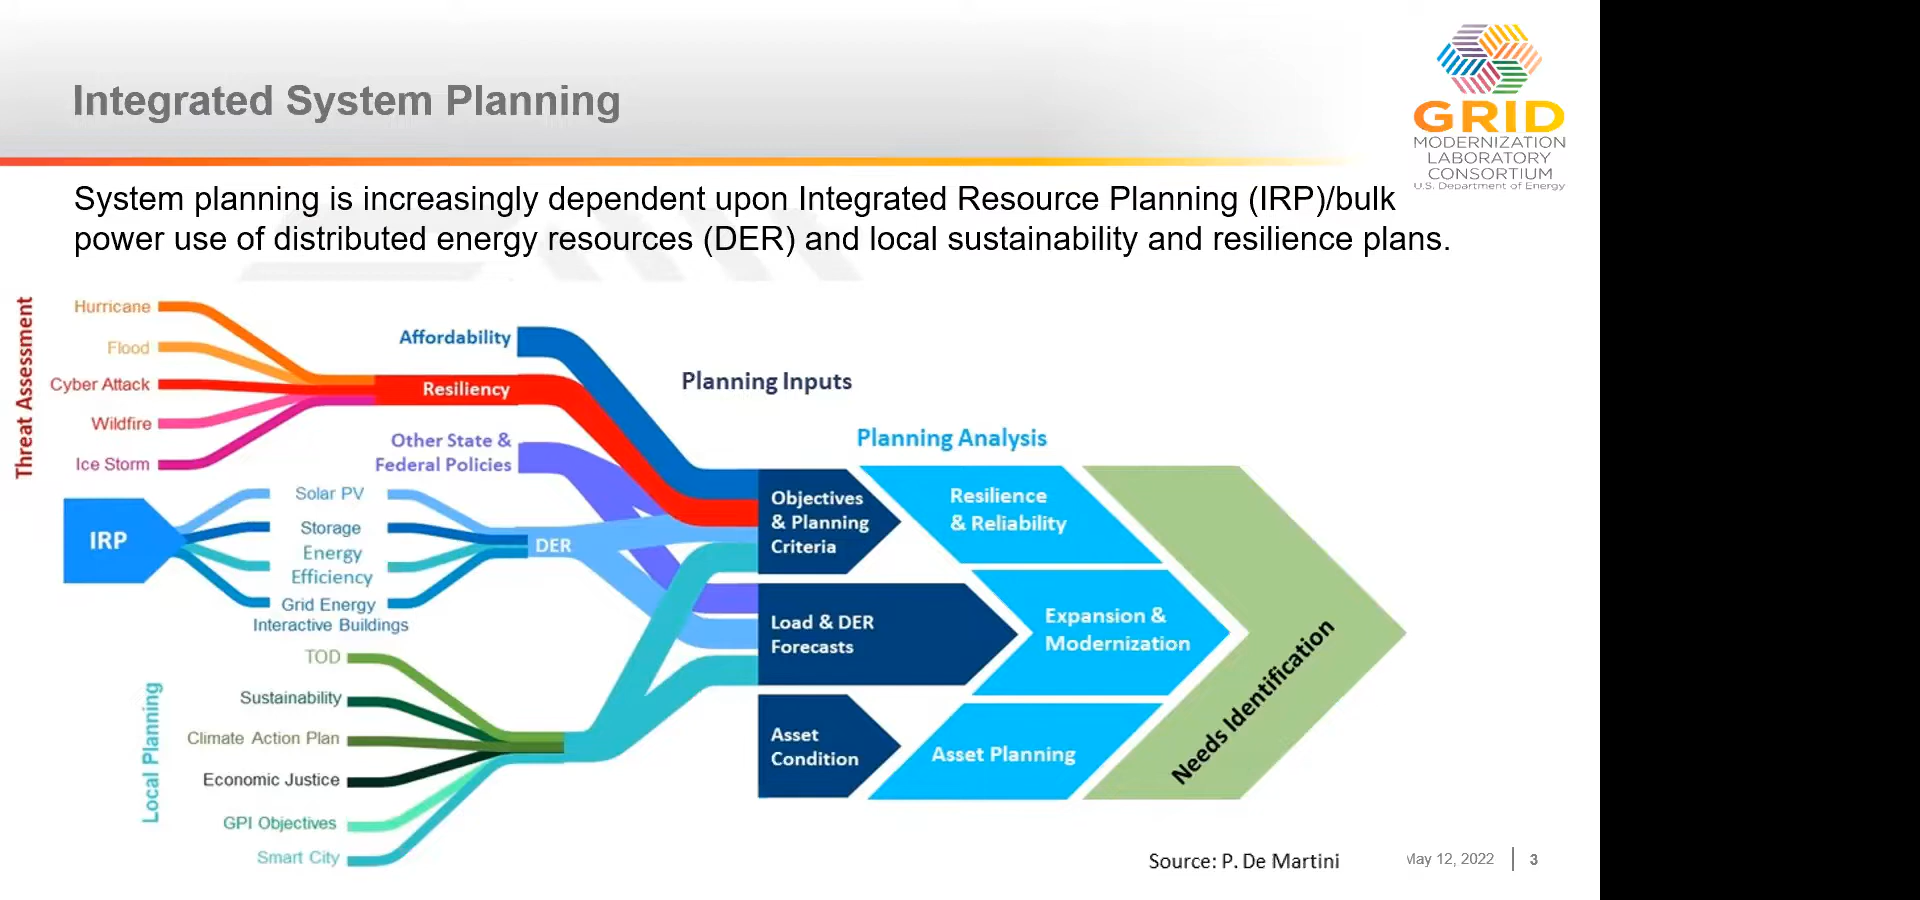 Integrated System Planning
GRID
MODERNIZATION
LABORATORY
CONSORTIUM
U.S. Department of Energy
System planning is increasingly dependent upon Integrated Resource Planning (IRP)/bulk
power use of distributed energy resources (DER) and local sustainability and resilience plans.
Threat Assessment
Hurricane
Flood
Cyber Attack
Wildfire
Ice Storm
Affordability
Resiliency
Other State &
Federal Policies
IRP
Solar PV
Storage
Energy
Efficiency
Grid Energy
Interactive Buildings
DER
Local Planning
TOD
Sustainability
Climate Action Plan
Economic Justice
GPI Objectives
Smart City
Planning Inputs
Objectives
& Planning
Criteria
Load & DER
Forecasts
Asset
Condition
Planning Analysis
Resilience
& Reliability
Expansion &
Modernization
Asset Planning
Needs Identification
Source: P. De Martini
May 12, 2022
3